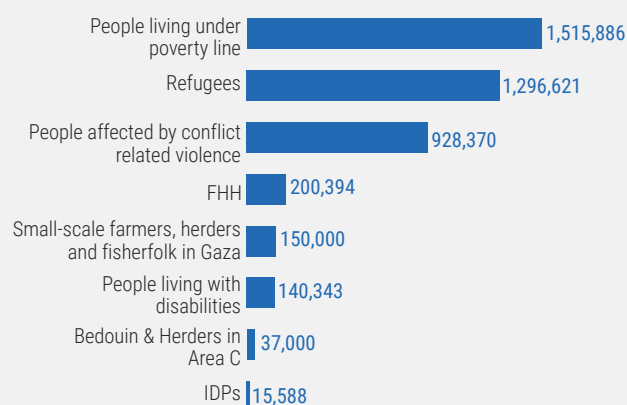 People living under
poverty line
1,515,886
Refugees
1,296,621
People affected by conflict
related violence
928,370
FHH
200,394
Small-scale farmers, herders
and fisherfolk in Gaza
150,000
People living with
disabilities
140,343
Bedouin & Herders in
Area C
37,000
IDPs
15,588